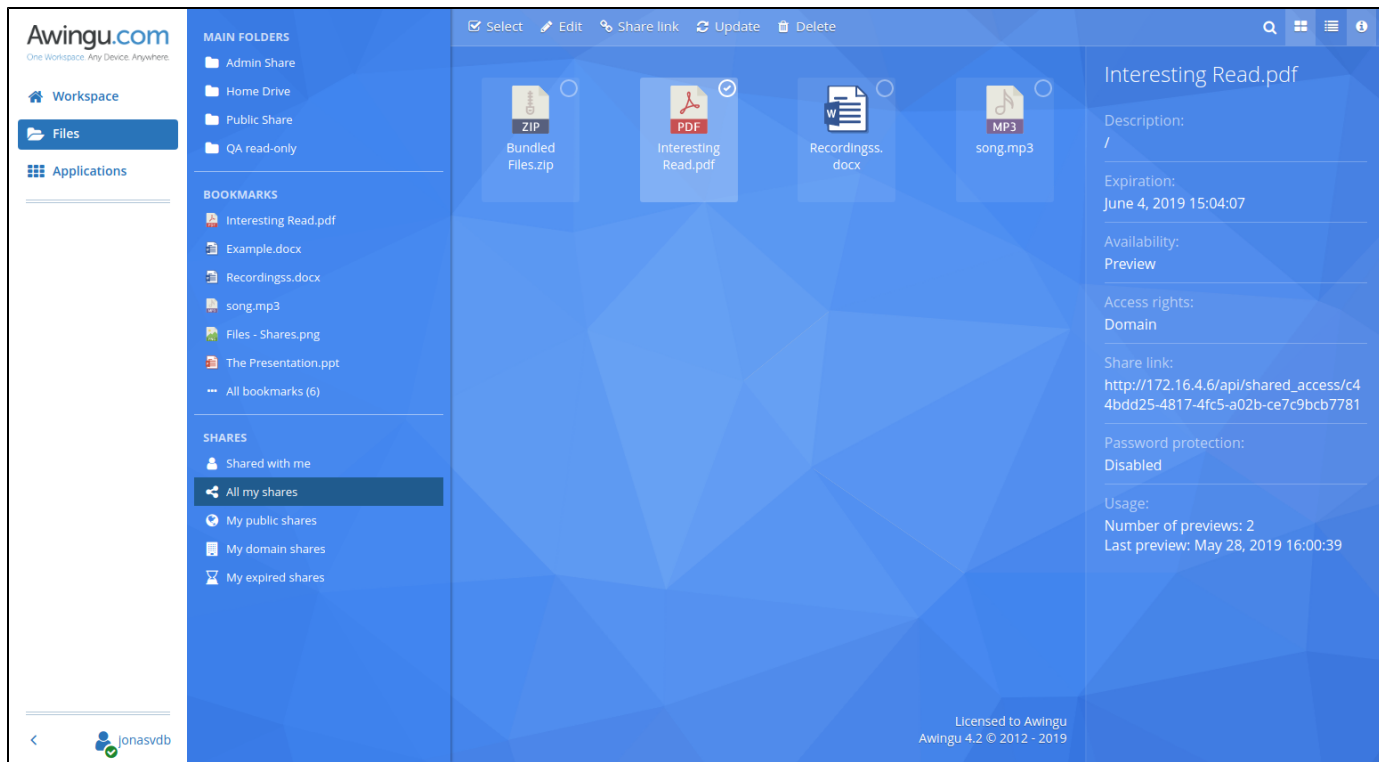 Awingu.com
One Workspace. Any Device. Anywhere.
Workspace
Files
Applications
jonasvdb
MAIN FOLDERS
Admin Share
Home Drive
Public Share
QA read-only
BOOKMARKS
Interesting Read.pdf
Example.docx
Recordingss.docx
song.mp3
Files - Shares.png
The Presentation.ppt
All bookmarks (6)
SHARES
Shared with me
All my shares
My public shares
My domain shares
My expired shares
Select Edit Share link Update Delete
ZIP
Bundled
Files.zip
PDF
Interesting
Read.pdf
W
Recordingss.
docx
MP3
song.mp3
Licensed to Awingu
Awingu 4.2 © 2012 - 2019
Interesting Read.pdf
Description:
/
Expiration:
June 4, 2019 15:04:07
Availability:
Preview
Access rights:
Domain
Share link:
http://172.16.4.6/api/shared_access/c4
4bdd25-4817-4fc5-a02b-ce7c9bcb7781
Password protection:
Disabled
Usage:
Number of previews: 2
Last preview: May 28, 2019 16:00:39